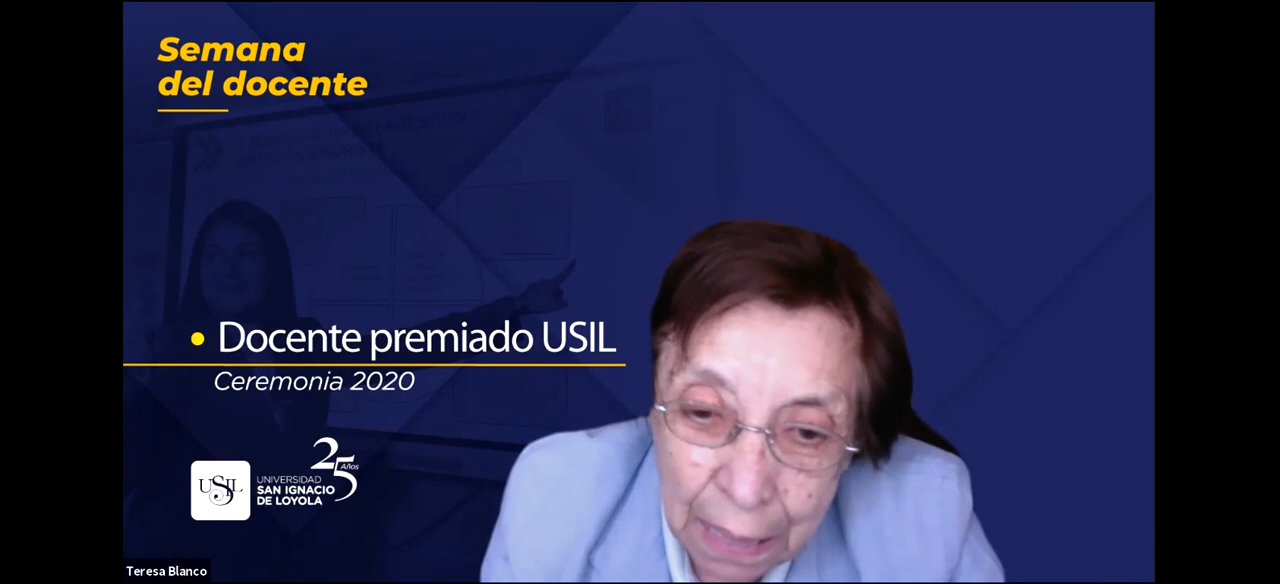 Semana
del docente
Docente premiado USIL
Ceremonia 2020
25
Años
USIL
UNIVERSIDAD
SAN IGNACIO
DE LOYOLA
Teresa Blanco